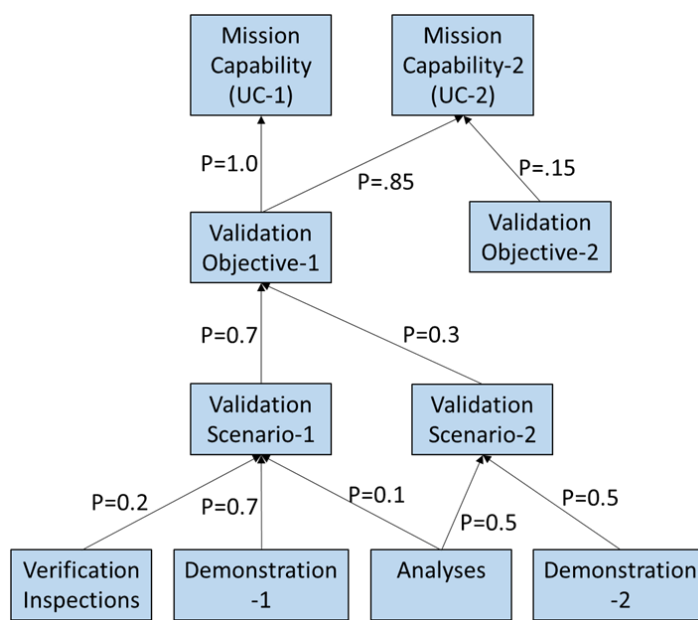 Mission
Capability
(UC-1)
Mission
Capability-2
(UC-2)
P=1.0
P=.85
P=.15
Validation
Objective-1
Validation
Objective-2
P=0.7
P=0.3
Validation
Scenario-1
Validation
Scenario-2
P=0.2
P=0.7
P=0.1
P=0.5
P=0.5
Verification
Inspections
Demonstration
-1
Analyses
Demonstration
-2